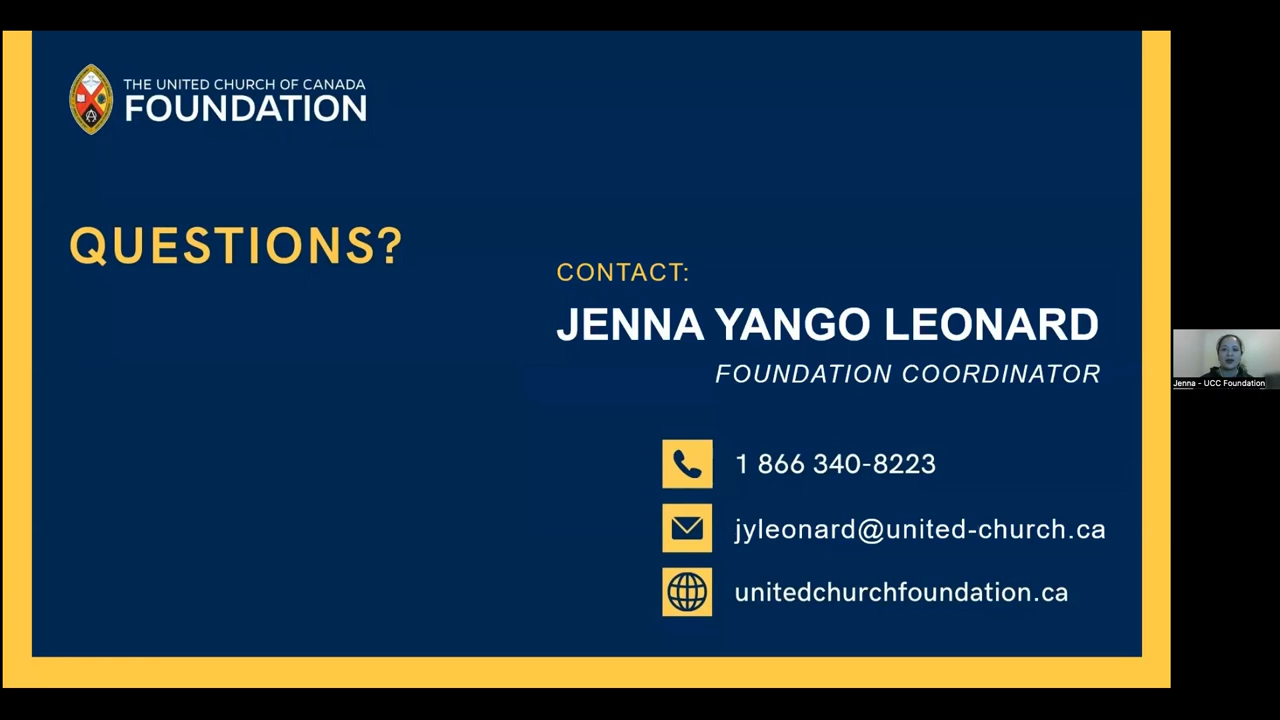 THE UNITED CHURCH OF CANADA
FOUNDATION
QUESTIONS?
CONTACT:
JENNA YANGO LEONARD
FOUNDATION COORDINATOR
1 866 340-8223
jyleonard@united-church.ca
unitedchurchfoundation.ca
Jenna - UCC Foundation